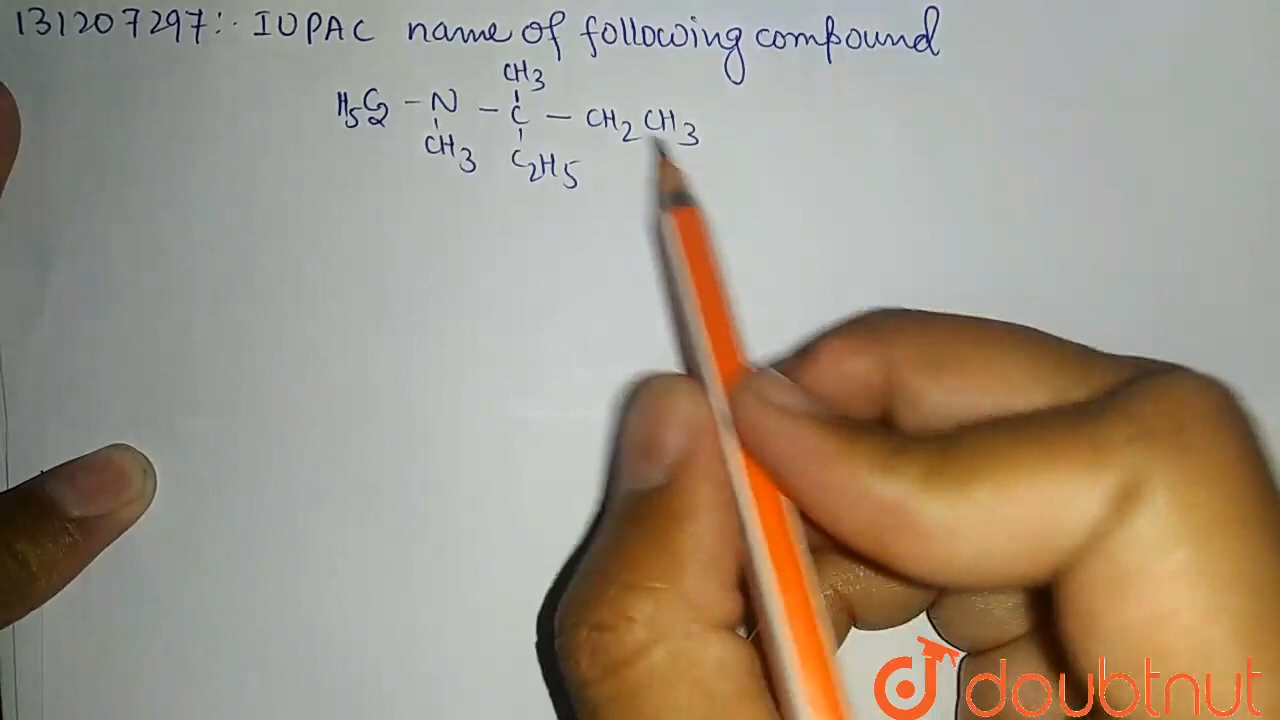 131207297:- IUPAC name of following compound
CH3
H5C2 - N - C - CH2CH3
CH3 C2H5
doubtnut